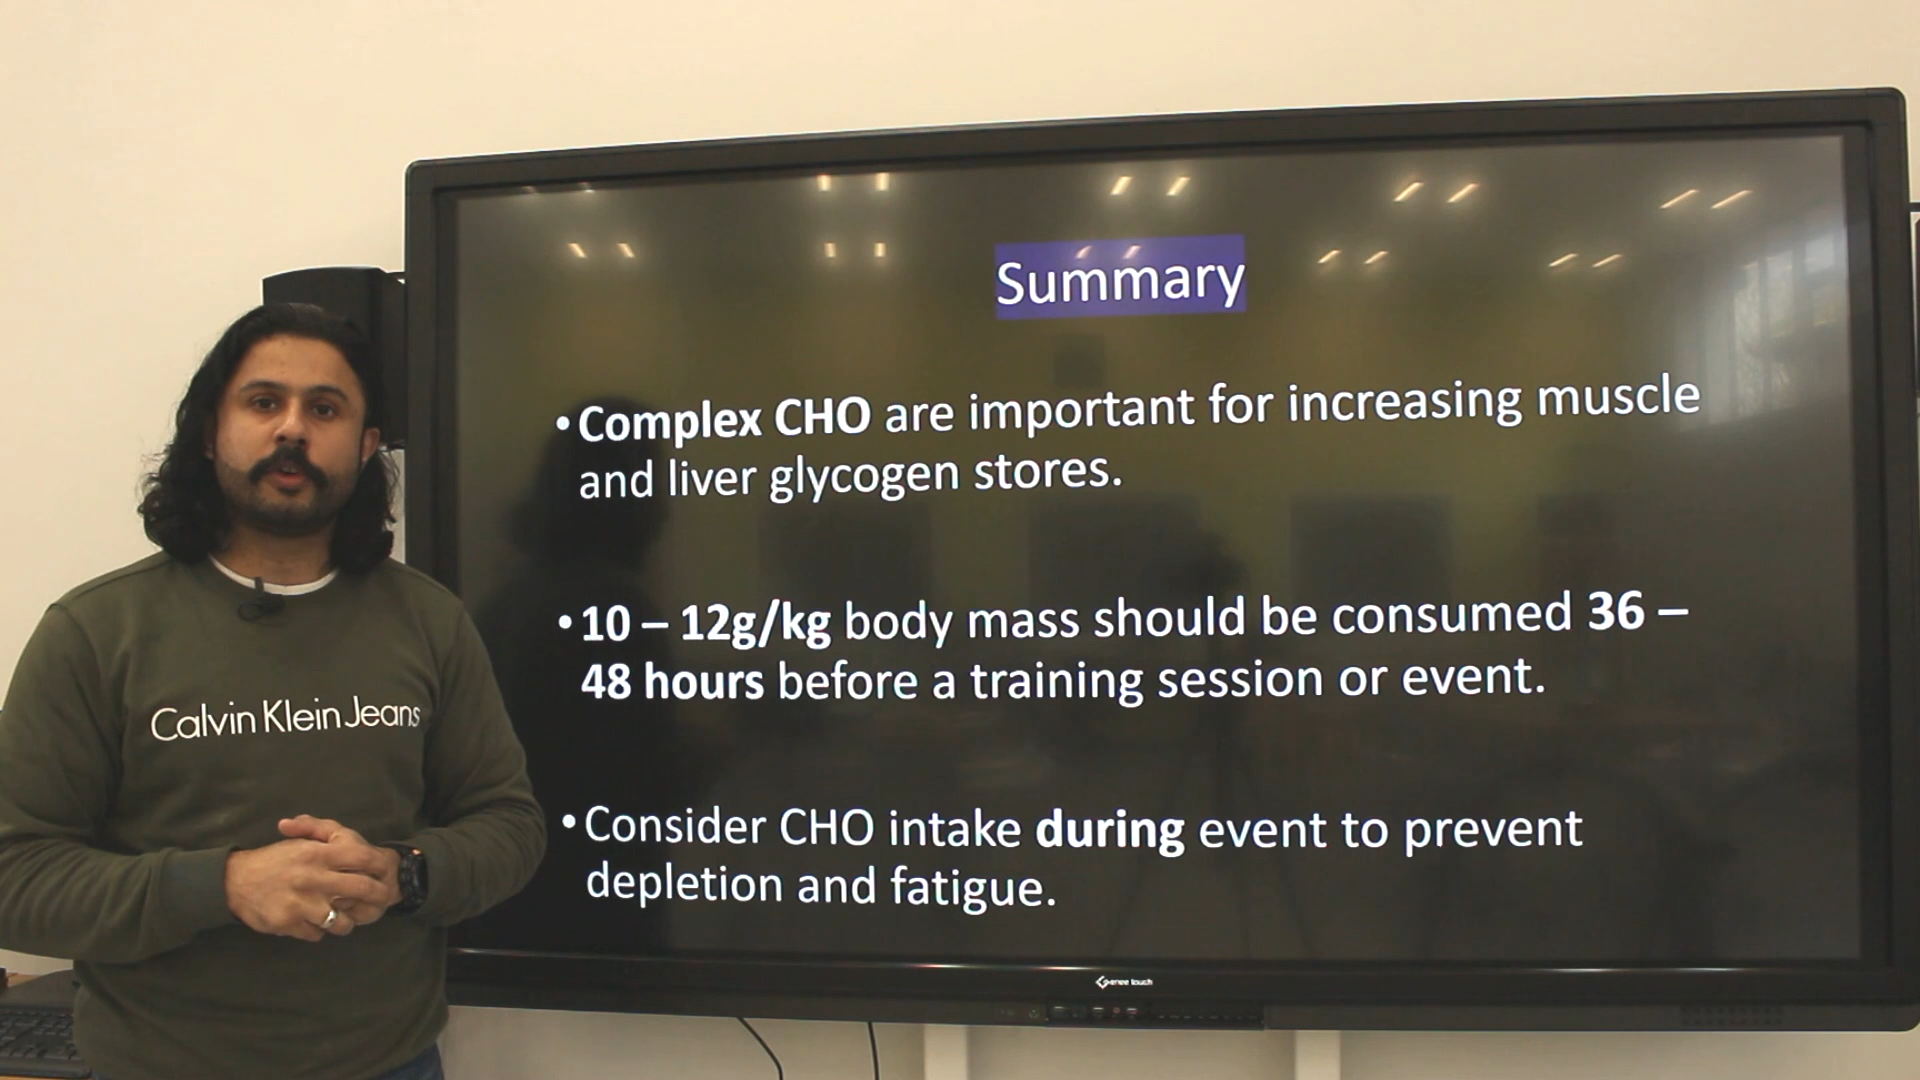 Summary
•Complex CHO are important for increasing muscle
and liver glycogen stores.
•10 – 12g/kg body mass should be consumed 36 –
48 hours before a training session or event.
•Consider CHO intake during event to prevent
depletion and fatigue.
Calvin Klein Jeans
Genee touch